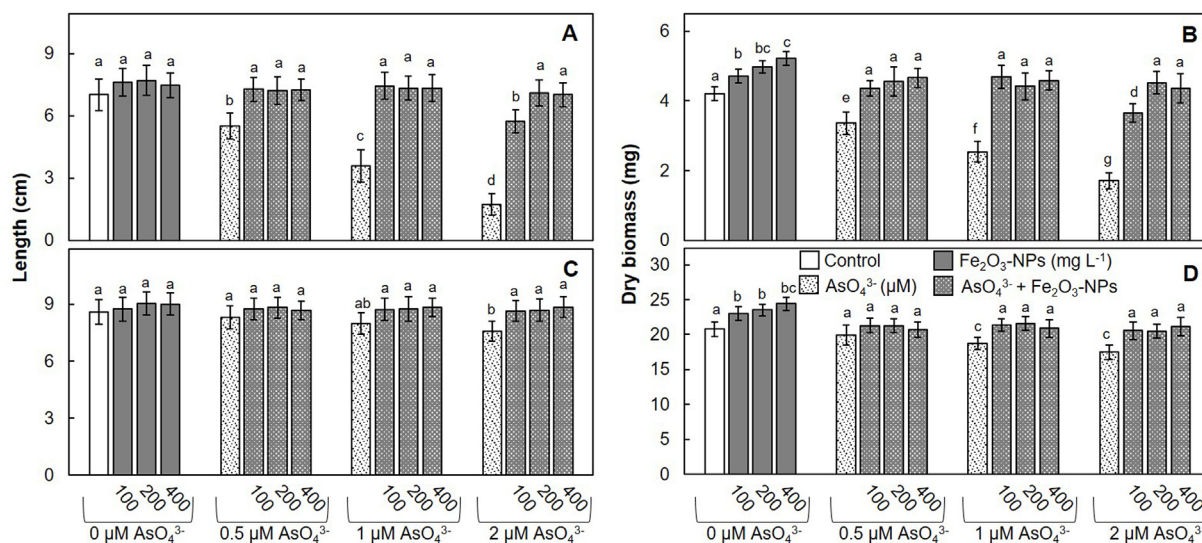 A
9
6
3
0
Length (cm)
a a a a b a a a c a a a d b a a
B
6
4
2
0
Dry biomass (mg)
a b bc c e a a a f a a a g d a a
C
9
6
9
3
0
a a a a a a a a ab a a a b a a a
D
30
25
20
15
10
5
0
Control
Fe₂O₃-NPs (mg L⁻¹)
AsO₄³⁻ (µM)
AsO₄³⁻ + Fe₂O₃-NPs
a b b bc a a a a c a a a c a a a
100 200 400 100 200 400 100 200 400 100 200 400
0 µM AsO₄³⁻ 0.5 µM AsO₄³⁻ 1 µM AsO₄³⁻ 2 µM AsO₄³⁻
100 200 400 100 200 400 100 200 400 100 200 400
0 µM AsO₄³⁻ 0.5 µM AsO₄³⁻ 1 µM AsO₄³⁻ 2 µM AsO₄³⁻